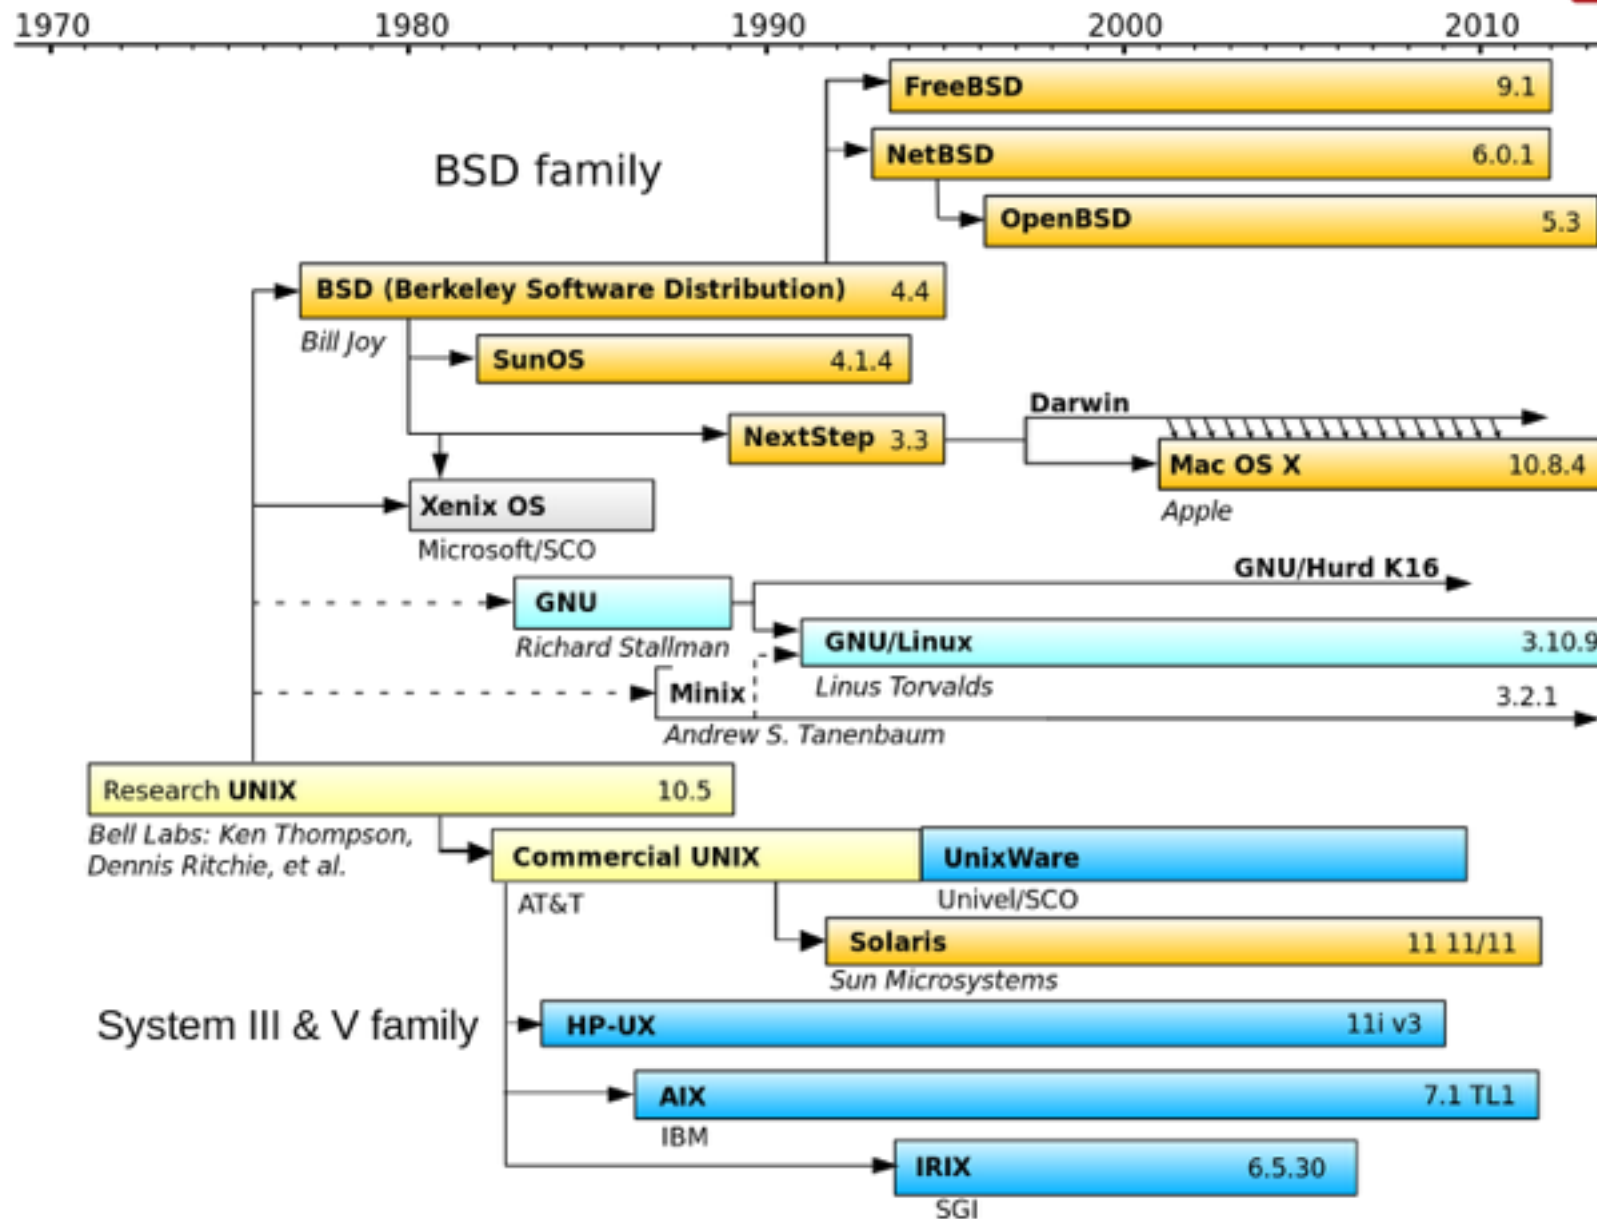 1970 1980 1990 2000 2010
FreeBSD 9.1
NetBSD 6.0.1
BSD family
OpenBSD 5.3
BSD (Berkeley Software Distribution) 4.4
Bill Joy
SunOS 4.1.4
Darwin
NextStep 3.3
Mac OS X 10.8.4
Apple
Xenix OS
Microsoft/SCO
GNU/Hurd K16
GNU
Richard Stallman
GNU/Linux 3.10.9
Linus Torvalds
Minix 3.2.1
Andrew S. Tanenbaum
Research UNIX 10.5
Bell Labs: Ken Thompson,
Dennis Ritchie, et al.
Commercial UNIX
UnixWare
AT&T
Univel/SCO
Solaris 11 11/11
Sun Microsystems
System III & V family
HP-UX 11i v3
AIX 7.1 TL1
IBM
IRIX 6.5.30
SGI